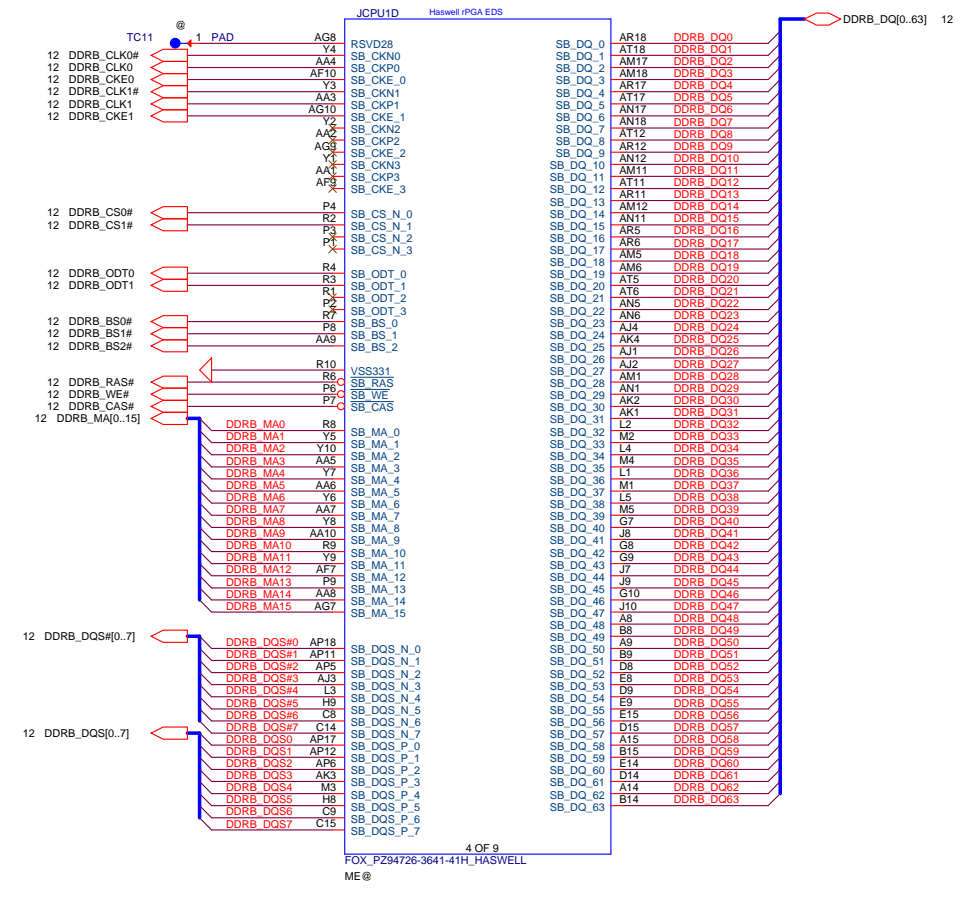 JCPU1D Haswell rPGA EDS
@
TC11 1 PAD AG8 RSVD28
12 DDRB_CLK0# Y4 SB_CKN0
12 DDRB_CLK0 AA4 SB_CKP0
12 DDRB_CKE0 AF10 SB_CKE_0
12 DDRB_CLK1# Y3 SB_CKN1
12 DDRB_CLK1 AA3 SB_CKP1
12 DDRB_CKE1 AG10 SB_CKE_1
Y2 SB_CKN2
AA2 SB_CKP2
AG9 SB_CKE_2
Y1 SB_CKN3
AA1 SB_CKP3
AF9 SB_CKE_3
12 DDRB_CS0# P4 SB_CS_N_0
12 DDRB_CS1# R2 SB_CS_N_1
P3 SB_CS_N_2
P1 SB_CS_N_3
12 DDRB_ODT0 R4 SB_ODT_0
12 DDRB_ODT1 R3 SB_ODT_1
R1 SB_ODT_2
P2 SB_ODT_3
12 DDRB_BS0# R7 SB_BS_0
12 DDRB_BS1# P8 SB_BS_1
12 DDRB_BS2# AA9 SB_BS_2
R10 VSS331
12 DDRB_RAS# R6 SB_RAS
12 DDRB_WE# P6 SB_WE
12 DDRB_CAS# P7 SB_CAS
12 DDRB_MA[0..15]
DDRB_MA0 R8 SB_MA_0
DDRB_MA1 Y5 SB_MA_1
DDRB_MA2 Y10 SB_MA_2
DDRB_MA3 AA5 SB_MA_3
DDRB_MA4 Y7 SB_MA_4
DDRB_MA5 AA6 SB_MA_5
DDRB_MA6 Y6 SB_MA_6
DDRB_MA7 AA7 SB_MA_7
DDRB_MA8 Y8 SB_MA_8
DDRB_MA9 AA10 SB_MA_9
DDRB_MA10 R9 SB_MA_10
DDRB_MA11 Y9 SB_MA_11
DDRB_MA12 AF7 SB_MA_12
DDRB_MA13 P9 SB_MA_13
DDRB_MA14 AA8 SB_MA_14
DDRB_MA15 AG7 SB_MA_15
12 DDRB_DQS#[0..7]
DDRB_DQS#0 AP18 SB_DQS_N_0
DDRB_DQS#1 AP11 SB_DQS_N_1
DDRB_DQS#2 AP5 SB_DQS_N_2
DDRB_DQS#3 AJ3 SB_DQS_N_3
DDRB_DQS#4 L3 SB_DQS_N_4
DDRB_DQS#5 H9 SB_DQS_N_5
DDRB_DQS#6 C8 SB_DQS_N_6
DDRB_DQS#7 C14 SB_DQS_N_7
12 DDRB_DQS[0..7]
DDRB_DQS0 AP17 SB_DQS_P_0
DDRB_DQS1 AP12 SB_DQS_P_1
DDRB_DQS2 AP6 SB_DQS_P_2
DDRB_DQS3 AK3 SB_DQS_P_3
DDRB_DQS4 M3 SB_DQS_P_4
DDRB_DQS5 H8 SB_DQS_P_5
DDRB_DQS6 C9 SB_DQS_P_6
DDRB_DQS7 C15 SB_DQS_P_7
DDRB_DQ[0..63] 12
SB_DQ_0 AR18 DDRB_DQ0
SB_DQ_1 AT18 DDRB_DQ1
SB_DQ_2 AM17 DDRB_DQ2
SB_DQ_3 AM18 DDRB_DQ3
SB_DQ_4 AR17 DDRB_DQ4
SB_DQ_5 AT17 DDRB_DQ5
SB_DQ_6 AN17 DDRB_DQ6
SB_DQ_7 AN18 DDRB_DQ7
SB_DQ_8 AT12 DDRB_DQ8
SB_DQ_9 AR12 DDRB_DQ9
SB_DQ_10 AN12 DDRB_DQ10
SB_DQ_11 AM11 DDRB_DQ11
SB_DQ_12 AT11 DDRB_DQ12
SB_DQ_13 AR11 DDRB_DQ13
SB_DQ_14 AM12 DDRB_DQ14
SB_DQ_15 AN11 DDRB_DQ15
SB_DQ_16 AR5 DDRB_DQ16
SB_DQ_17 AR6 DDRB_DQ17
SB_DQ_18 AM5 DDRB_DQ18
SB_DQ_19 AM6 DDRB_DQ19
SB_DQ_20 AT5 DDRB_DQ20
SB_DQ_21 AT6 DDRB_DQ21
SB_DQ_22 AN5 DDRB_DQ22
SB_DQ_23 AN6 DDRB_DQ23
SB_DQ_24 AJ4 DDRB_DQ24
SB_DQ_25 AK4 DDRB_DQ25
SB_DQ_26 AJ1 DDRB_DQ26
SB_DQ_27 AJ2 DDRB_DQ27
SB_DQ_28 AM1 DDRB_DQ28
SB_DQ_29 AN1 DDRB_DQ29
SB_DQ_30 AK2 DDRB_DQ30
SB_DQ_31 AK1 DDRB_DQ31
SB_DQ_32 L2 DDRB_DQ32
SB_DQ_33 M2 DDRB_DQ33
SB_DQ_34 L4 DDRB_DQ34
SB_DQ_35 M4 DDRB_DQ35
SB_DQ_36 L1 DDRB_DQ36
SB_DQ_37 M1 DDRB_DQ37
SB_DQ_38 L5 DDRB_DQ38
SB_DQ_39 M5 DDRB_DQ39
SB_DQ_40 G7 DDRB_DQ40
SB_DQ_41 J8 DDRB_DQ41
SB_DQ_42 G8 DDRB_DQ42
SB_DQ_43 G9 DDRB_DQ43
SB_DQ_44 J7 DDRB_DQ44
SB_DQ_45 J9 DDRB_DQ45
SB_DQ_46 G10 DDRB_DQ46
SB_DQ_47 J10 DDRB_DQ47
SB_DQ_48 A8 DDRB_DQ48
SB_DQ_49 B8 DDRB_DQ49
SB_DQ_50 A9 DDRB_DQ50
SB_DQ_51 B9 DDRB_DQ51
SB_DQ_52 D8 DDRB_DQ52
SB_DQ_53 E8 DDRB_DQ53
SB_DQ_54 D9 DDRB_DQ54
SB_DQ_55 E9 DDRB_DQ55
SB_DQ_56 E15 DDRB_DQ56
SB_DQ_57 D15 DDRB_DQ57
SB_DQ_58 A15 DDRB_DQ58
SB_DQ_59 B15 DDRB_DQ59
SB_DQ_60 E14 DDRB_DQ60
SB_DQ_61 D14 DDRB_DQ61
SB_DQ_62 A14 DDRB_DQ62
SB_DQ_63 B14 DDRB_DQ63
4 OF 9
FOX_PZ94726-3641-41H_HASWELL
ME@